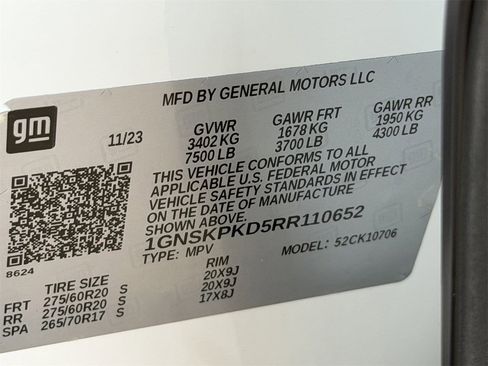 MFD BY GENERAL MOTORS LLC
gm
11/23 GVWR GAWR FRT GAWR RR
3402 KG 1678 KG 1950 KG
7500 LB 3700 LB 4300 LB
THIS VEHICLE CONFORMS TO ALL
APPLICABLE U.S. FEDERAL MOTOR
VEHICLE SAFETY STANDARDS IN EFFECT
ON THE DATE OF MANUFACTURE
SHOWN ABOVE.
1GNSKPKD5RR110652
8624
TYPE: MPV MODEL: 52CK10706
TIRE SIZE RIM
FRT 275/60R20 S 20X9J
RR 275/60R20 S 20X9J
SPA 265/70R17 S 17X8J